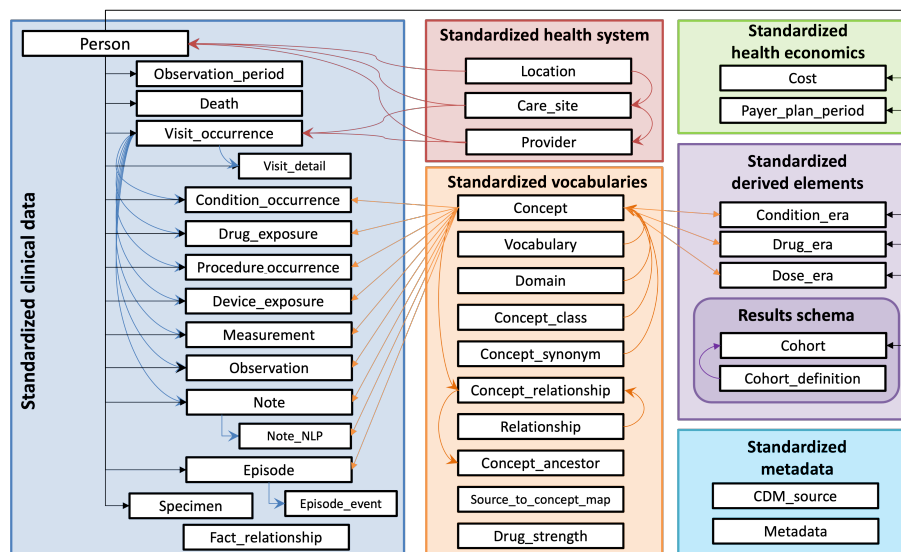 Standardized clinical data
Person
Observation_period
Death
Visit_occurrence
Visit_detail
Condition_occurrence
Drug_exposure
Procedure_occurrence
Device_exposure
Measurement
Observation
Note
Note_NLP
Episode
Episode_event
Specimen
Fact_relationship
Standardized health system
Location
Care_site
Provider
Standardized vocabularies
Concept
Vocabulary
Domain
Concept_class
Concept_synonym
Concept_relationship
Relationship
Concept_ancestor
Source_to_concept_map
Drug_strength
Standardized
health economics
Cost
Payer_plan_period
Standardized
derived elements
Condition_era
Drug_era
Dose_era
Results schema
Cohort
Cohort_definition
Standardized
metadata
CDM_source
Metadata